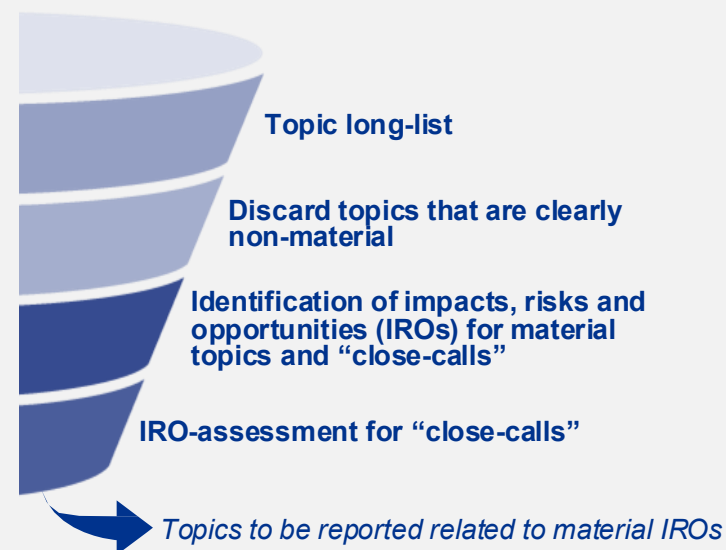 Topic long-list
Discard topics that are clearly
non-material
Identification of impacts, risks and
opportunities (IROs) for material
topics and “close-calls”
IRO-assessment for “close-calls”
Topics to be reported related to material IROs